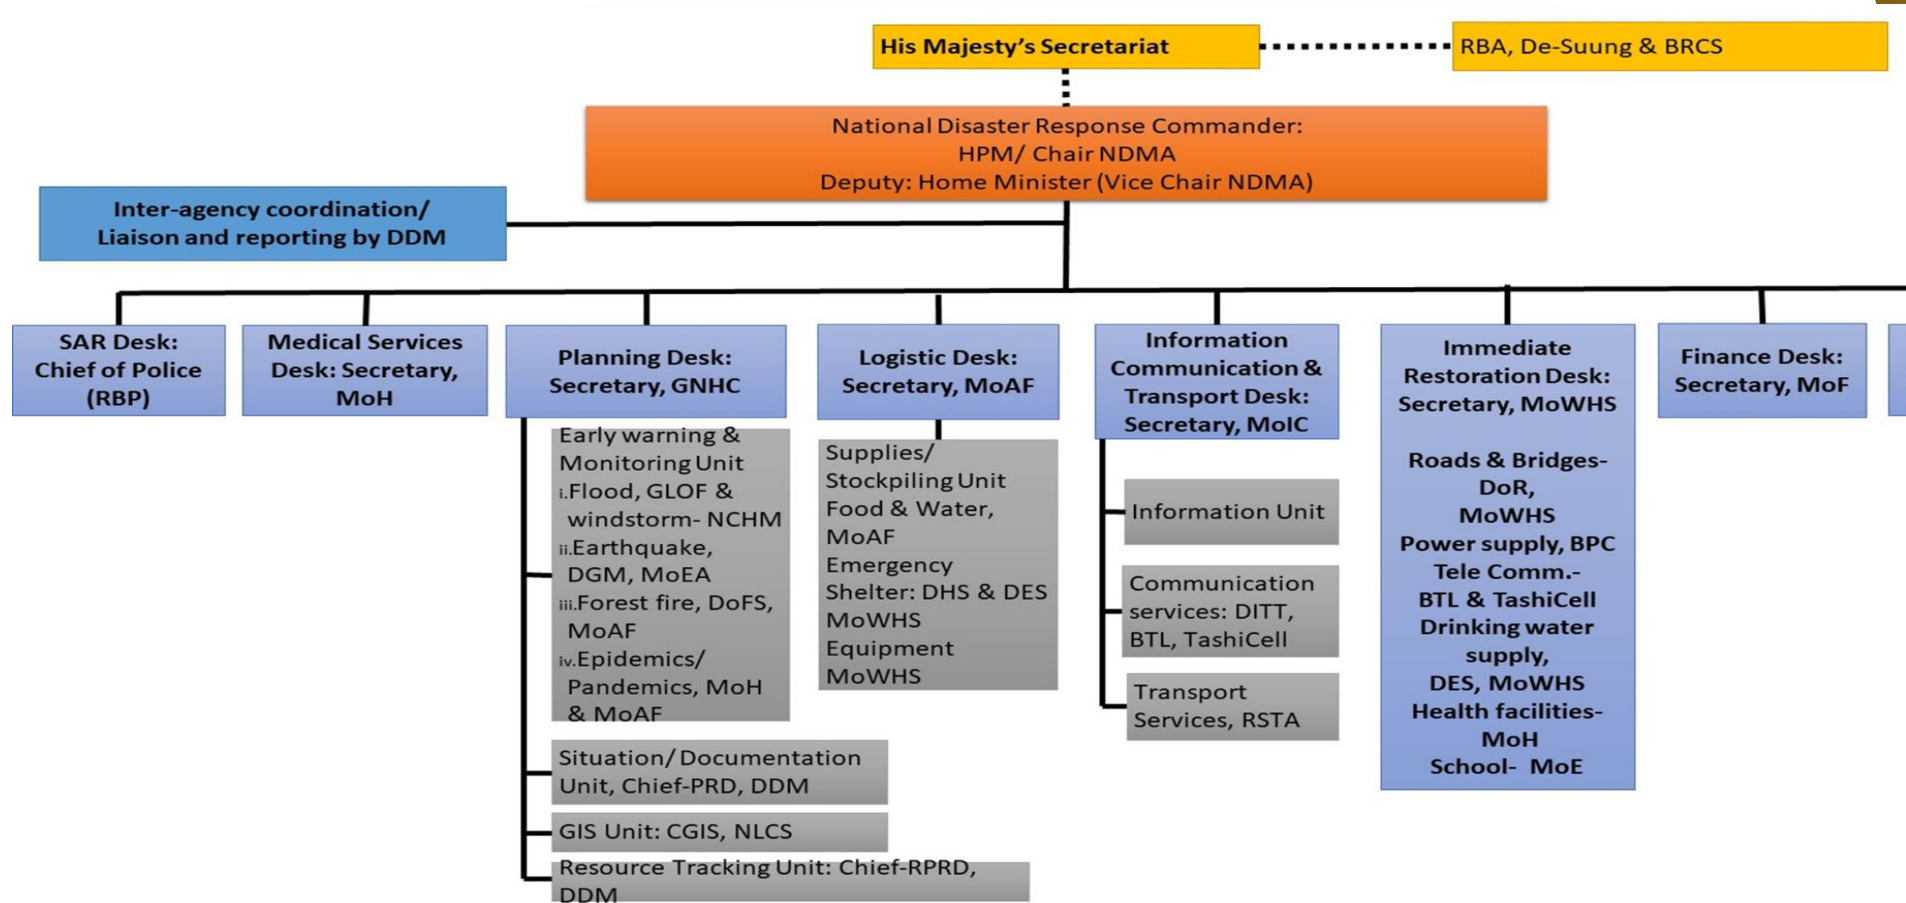 His Majesty's Secretariat
RBA, De-Suung & BRCS
National Disaster Response Commander:
HPM/ Chair NDMA
Deputy: Home Minister (Vice Chair NDMA)
Inter-agency coordination/
Liaison and reporting by DDM
SAR Desk:
Chief of Police
(RBP)
Medical Services
Desk: Secretary,
MoH
Planning Desk:
Secretary, GNHC
Early warning &
Monitoring Unit
i.Flood, GLOF &
windstorm- NCHM
ii.Earthquake,
DGM, MoEA
iii.Forest fire, DoFS,
MoAF
iv.Epidemics/
Pandemics, MoH
& MoAF
Situation/Documentation
Unit, Chief-PRD, DDM
GIS Unit: CGIS, NLCS
Resource Tracking Unit: Chief-RPRD,
DDM
Logistic Desk:
Secretary, MoAF
Supplies/
Stockpiling Unit
Food & Water,
MoAF
Emergency
Shelter: DHS & DES
MoWHS
Equipment
MoWHS
Information
Communication &
Transport Desk:
Secretary, MoIC
Information Unit
Communication
services: DITT,
BTL, TashiCell
Transport
Services, RSTA
Immediate
Restoration Desk:
Secretary, MoWHS
Roads & Bridges-
DoR,
MoWHS
Power supply, BPC
Tele Comm.-
BTL & TashiCell
Drinking water
supply,
DES, MoWHS
Health facilities-
MoH
School- MoE
Finance Desk:
Secretary, MoF